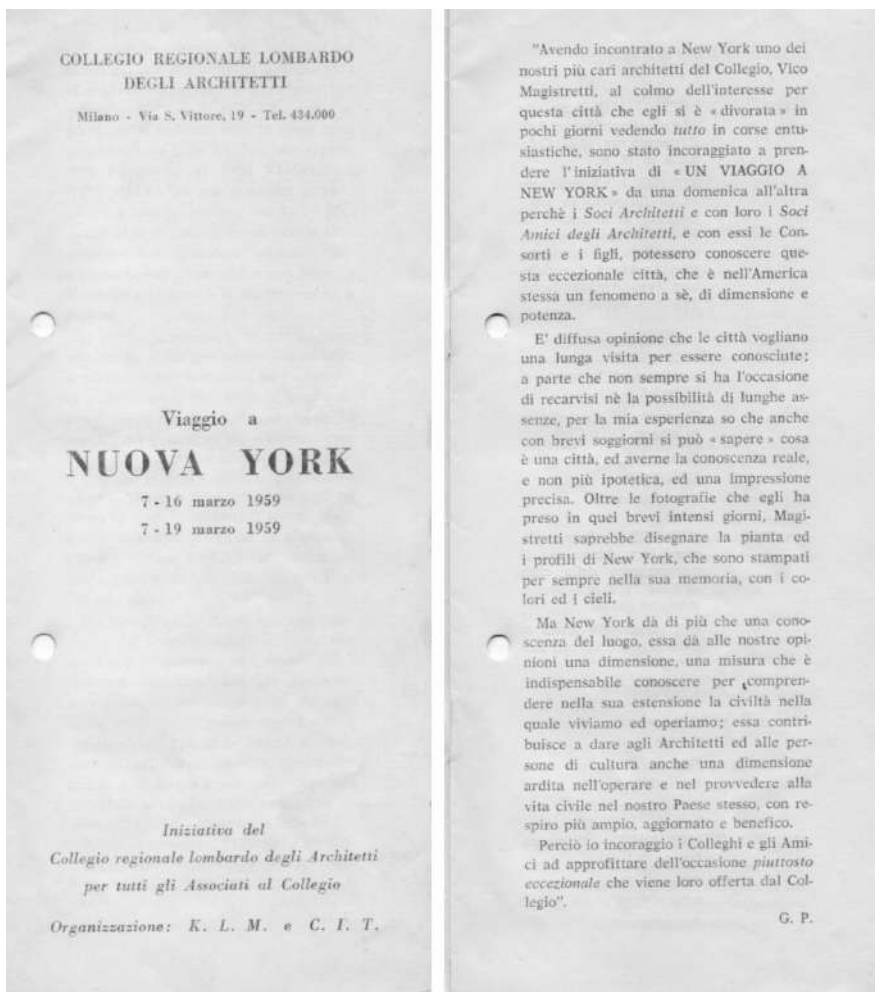 COLLEGIO REGIONALE LOMBARDO
DEGLI ARCHITETTI
Milano - Via S. Vittore, 19 - Tel. 434.000
Viaggio a
NUOVA YORK
7 - 16 marzo 1959
7 - 19 marzo 1959
Iniziativa del
Collegio regionale lombardo degli Architetti
per tutti gli Associati al Collegio
Organizzazione: K. L. M. e C. I. T.
"Avendo incontrato a New York uno dei
nostri più cari architetti del Collegio, Vico
Magistretti, al colmo dell'interesse per
questa città che egli si è «divorata» in
pochi giorni vedendo tutto in corse entu-
siastiche, sono stato incoraggiato a pren-
dere l'iniziativa di «UN VIAGGIO A
NEW YORK» da una domenica all'altra
perchè i Soci Architetti e con loro i Soci
Amici degli Architetti, e con essi le Con-
sorti e i figli, potessero conoscere que-
sta eccezionale città, che è nell'America
stessa un fenomeno a sè, di dimensione e
potenza.
E' diffusa opinione che le città vogliano
una lunga visita per essere conosciute;
a parte che non sempre si ha l'occasione
di recarvisi nè la possibilità di lunghe as-
senze, per la mia esperienza so che anche
con brevi soggiorni si può «sapere» cosa
è una città, ed averne la conoscenza reale,
e non più ipotetica, ed una impressione
precisa. Oltre le fotografie che egli ha
preso in quei brevi intensi giorni, Magi-
stretti saprebbe disegnare la pianta ed
i profili di New York, che sono stampati
per sempre nella sua memoria, con i co-
lori ed i cieli.
Ma New York dà di più che una cono-
scenza del luogo, essa dà alle nostre opi-
nioni una dimensione, una misura che è
indispensabile conoscere per compren-
dere nella sua estensione la civiltà nella
quale viviamo ed operiamo; essa contri-
buisce a dare agli Architetti ed alle per-
sone di cultura anche una dimensione
ardita nell'operare e nel provvedere alla
vita civile nel nostro Paese stesso, con re-
spiro più ampio, aggiornato e benefico.
Perciò io incoraggio i Colleghi e gli Ami-
ci ad approfittare dell'occasione piuttosto
eccezionale che viene loro offerta dal Col-
legio".
G. P.